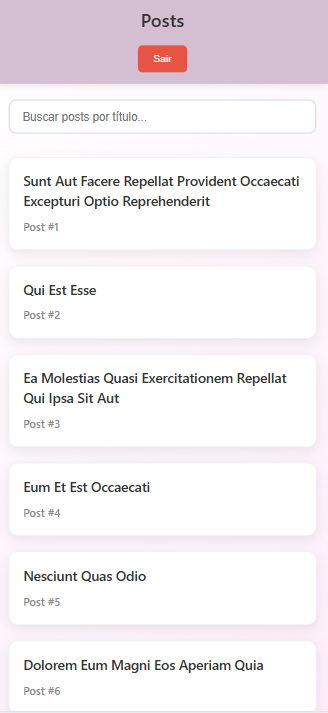 Posts
Sair
Buscar posts por título...
Sunt Aut Facere Repellat Provident Occaecati
Excepturi Optio Reprehenderit
Post #1
Qui Est Esse
Post #2
Ea Molestias Quasi Exercitationem Repellat
Qui Ipsa Sit Aut
Post #3
Eum Et Est Occaecati
Post #4
Nesciunt Quas Odio
Post #5
Dolorem Eum Magni Eos Aperiam Quia
Post #6